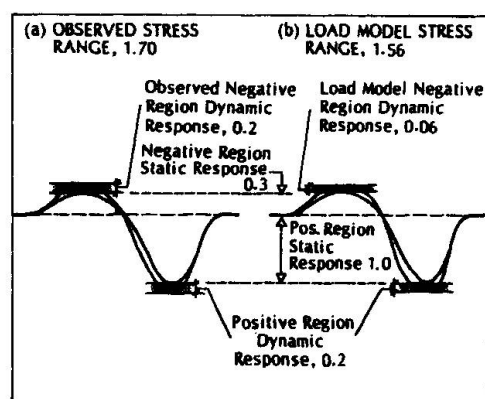 (a) OBSERVED STRESS
RANGE, 1.70
(b) LOAD MODEL STRESS
RANGE, 1.56
Observed Negative
Region Dynamic
Response, 0.2
Load Model Negative
Region Dynamic
Response, 0.06
Negative Region
Static Response
0.3
Pos. Region
Static
Response 1.0
Positive Region
Dynamic
Response, 0.2